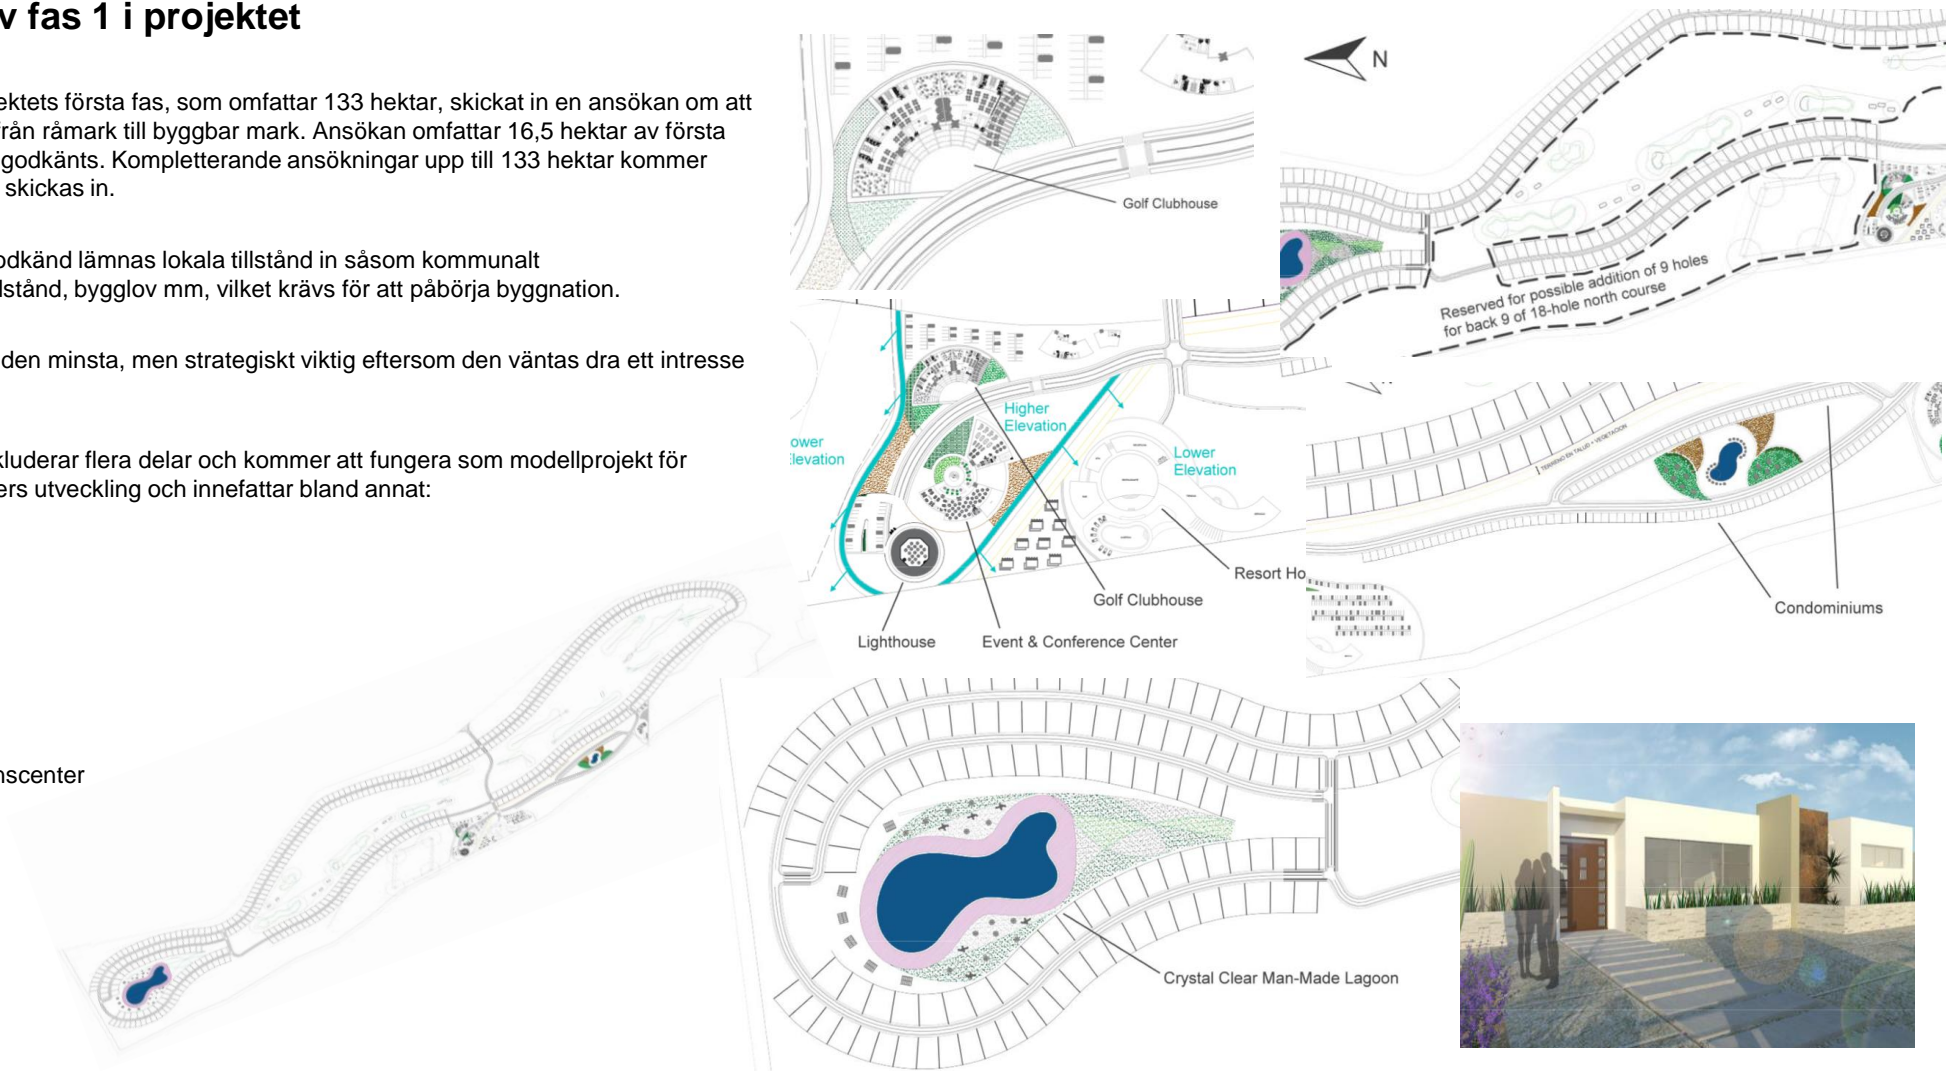 v fas 1 i projektet
ektets första fas, som omfattar 133 hektar, skickat in en ansökan om att
från råmark till byggbar mark. Ansökan omfattar 16,5 hektar av första
godkänts. Kompletterande ansökningar upp till 133 hektar kommer
skickas in.
odkänd lämnas lokala tillstånd in såsom kommunalt
lstånd, bygglov mm, vilket krävs för att påbörja byggnation.
den minsta, men strategiskt viktig eftersom den väntas dra ett intresse
kluderar flera delar och kommer att fungera som modellprojekt för
ers utveckling och innefattar bland annat:
nscenter
Golf Clubhouse
N
Reserved for possible addition of 9 holes
for back 9 of 18-hole north course
Higher
Elevation
ower
Elevation
Lower
Elevation
Resort Ho
Golf Clubhouse
Lighthouse
Event & Conference Center
TERRENO EN TALUD + VEGETACION
Condominiums
Crystal Clear Man-Made Lagoon